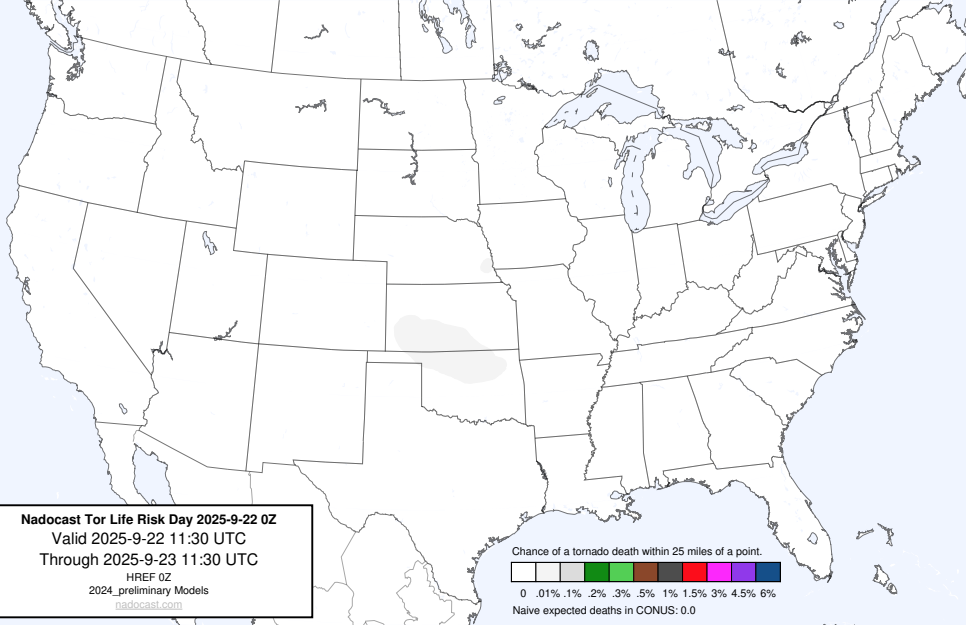 Nadocast Tor Life Risk Day 2025-9-22 0Z
Valid 2025-9-22 11:30 UTC
Through 2025-9-23 11:30 UTC
HREF 0Z
2024_preliminary Models
nadocast.com
Chance of a tornado death within 25 miles of a point.
0 .01% .1% .2% .3% .5% 1% 1.5% 3% 4.5% 6%
Naive expected deaths in CONUS: 0.0